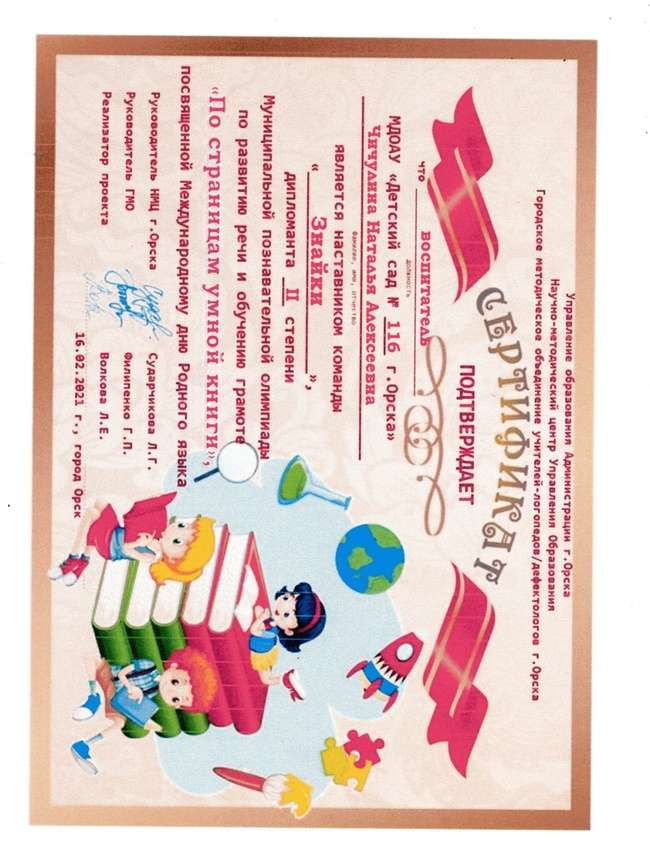 Управление образования Администрации г.Орска
Научно-методический центр Управления Образования
Городское методическое объединение учителей-логопедов/дефектологов г.Орска
СЕРТИФИКАТ
ПОДТВЕРЖДАЕТ
что воспитатель
должность
МДОАУ «Детский сад № 116 г.Орска»
Чичулина Наталья Алексеевна
Фамилия, имя, отчество
является наставником команды
« Знайки »,
дипломанта II степени
Муниципальной познавательной олимпиады
по развитию речи и обучению грамоте
«По страницам умной книги»,
посвященной Международному дню Родного языка
Руководитель НМЦ г.Орска Сударчикова Л.Г.
Руководитель ГМО Филипенко Г.П.
Реализатор проекта Волкова Л.Е.
16.02.2021 г., город Орск